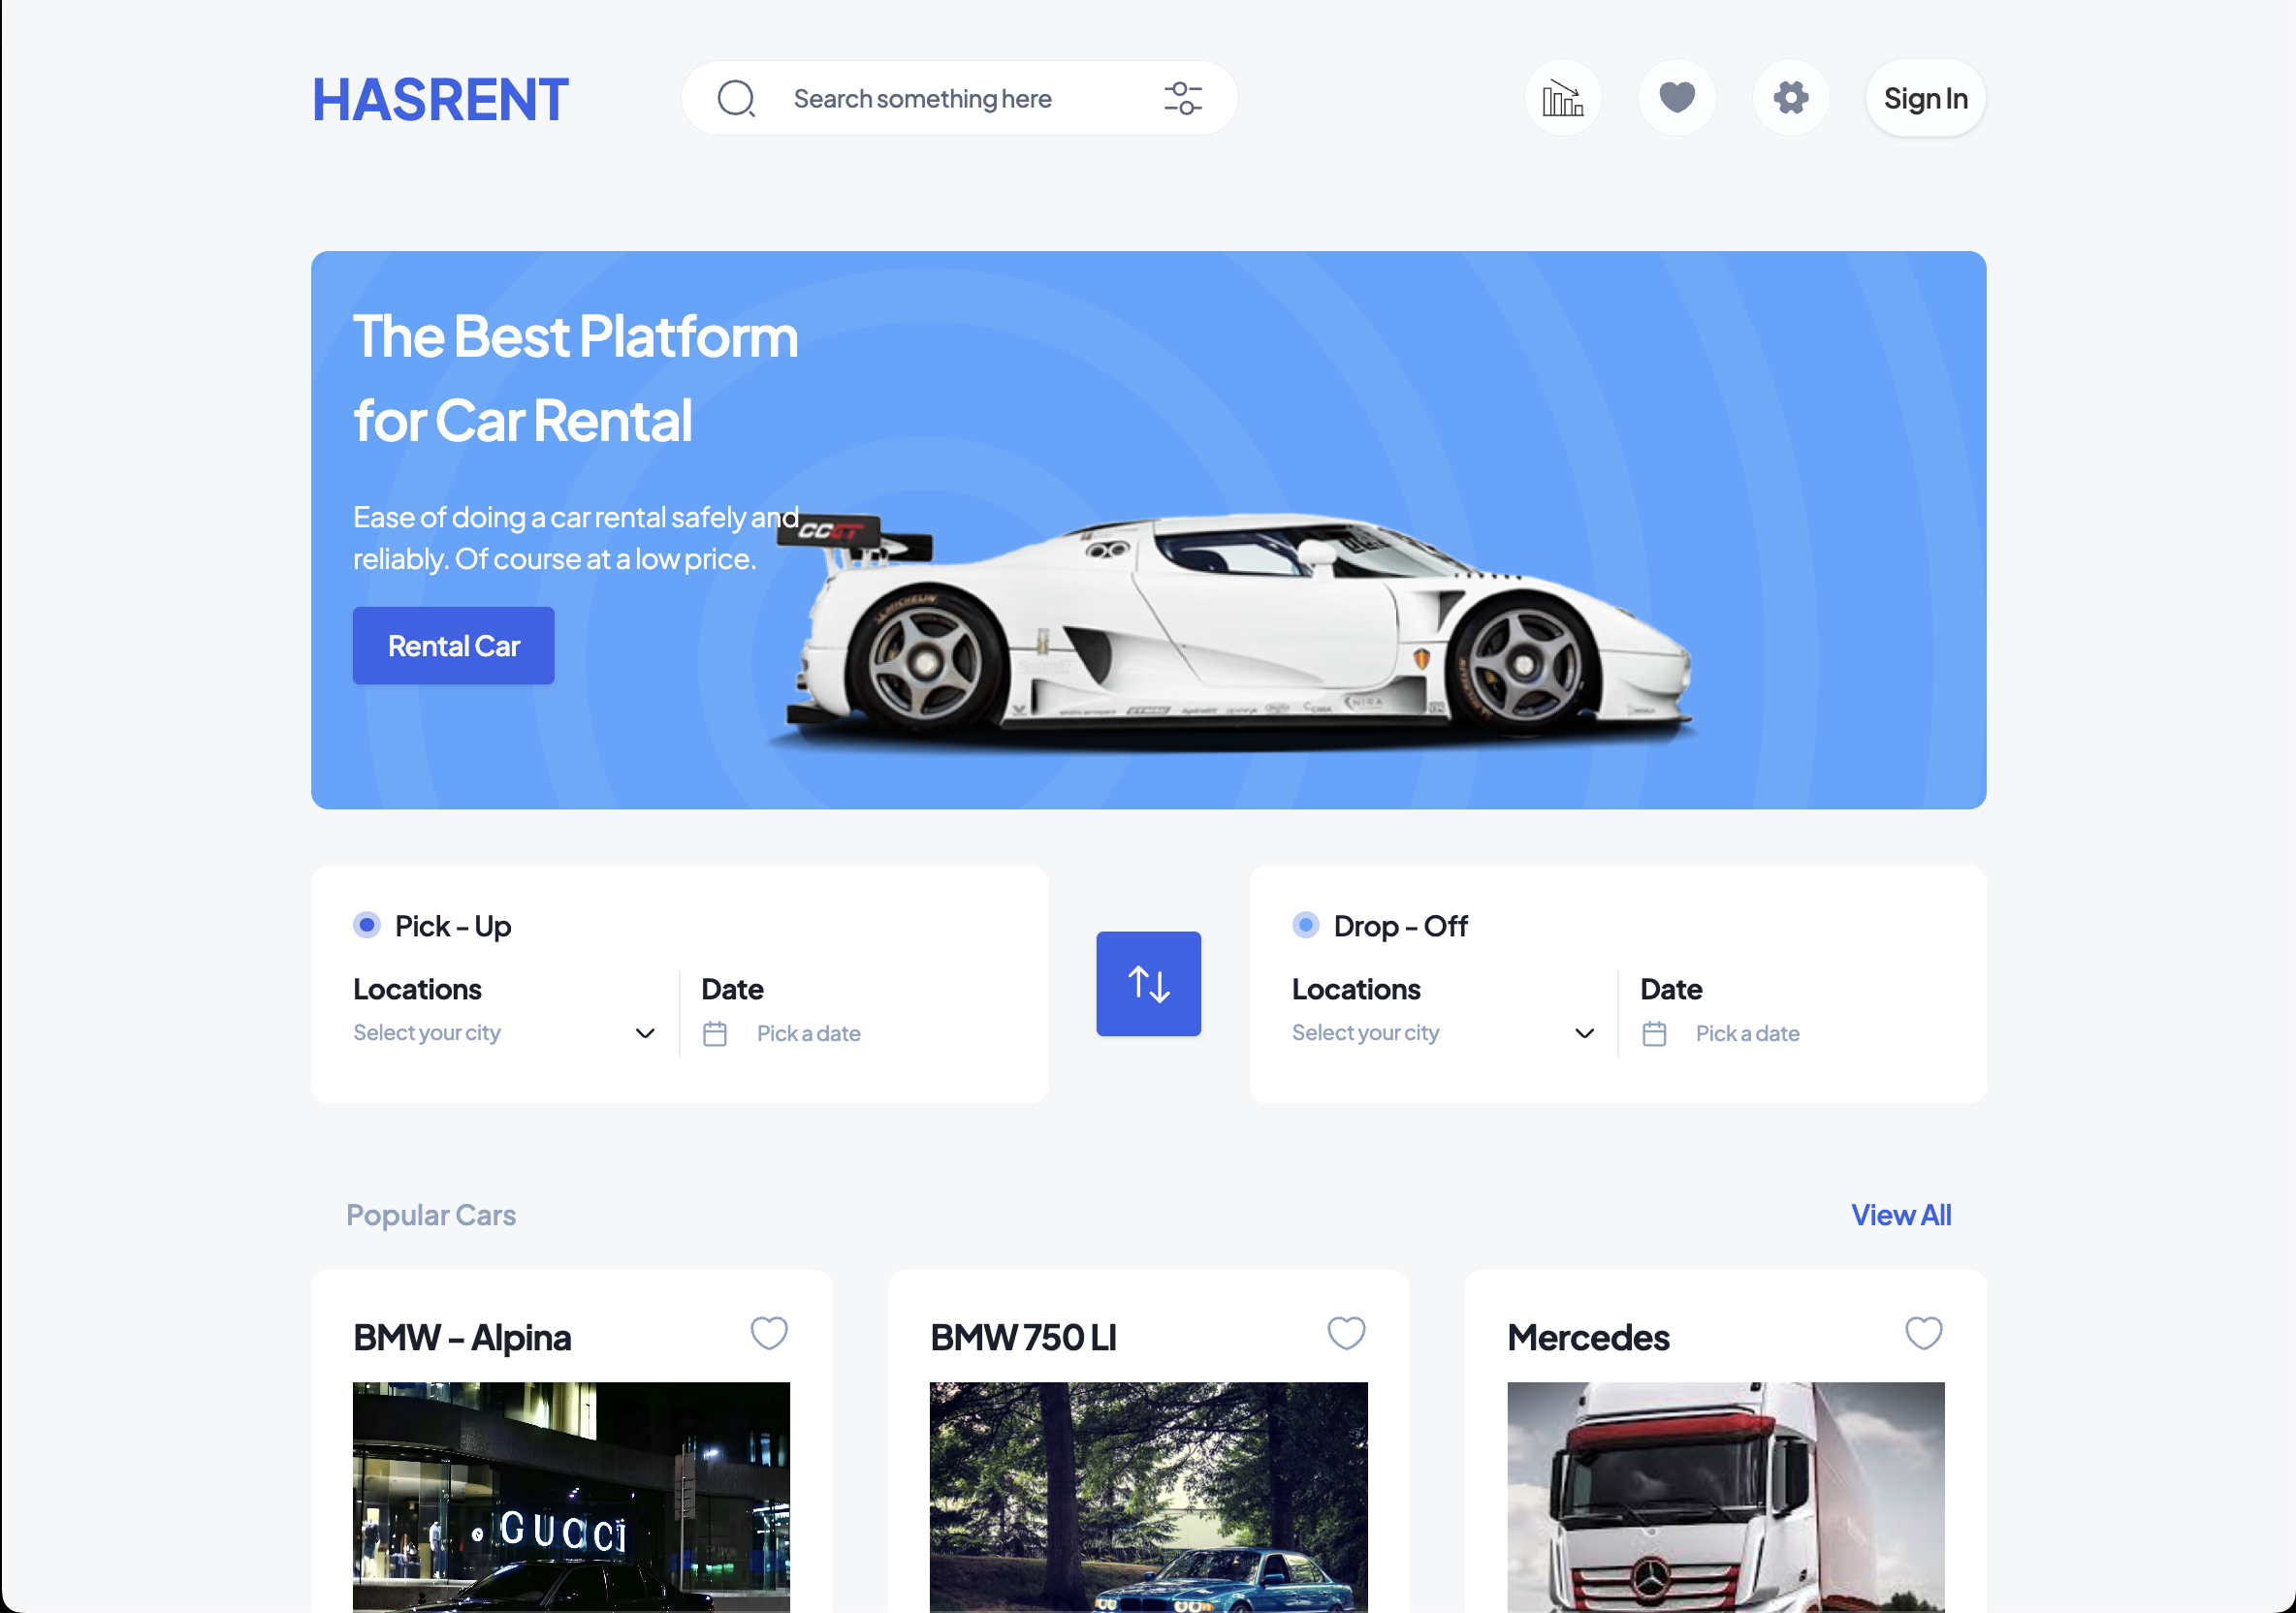 HASRENT
Search something here
Sign In
The Best Platform
for Car Rental
Ease of doing a car rental safely and
reliably. Of course at a low price.
CCGT
MICHELIN
NIRA
Rental Car
Pick - Up
Locations
Date
Select your city
Pick a date
Drop - Off
Locations
Date
Select your city
Pick a date
Popular Cars
View All
BMW - Alpina
BMW 750 LI
Mercedes
GUCCI